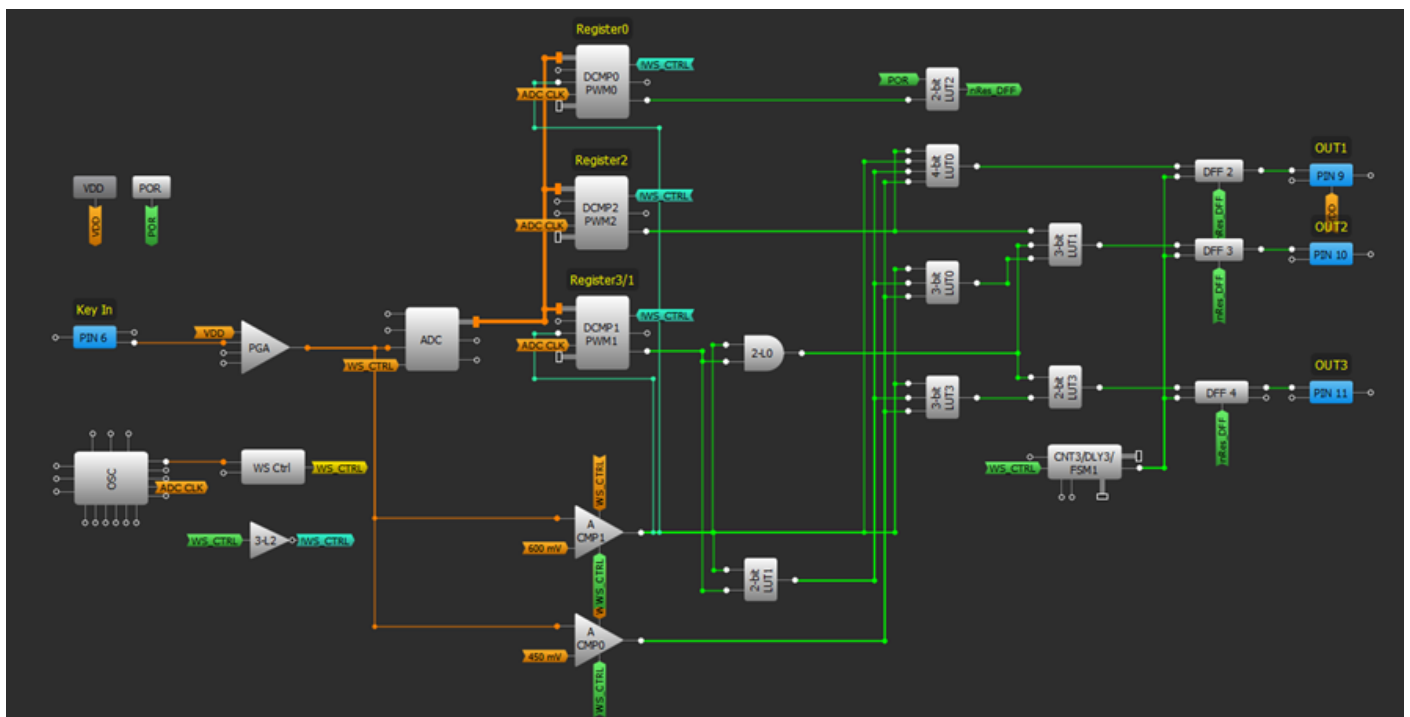 Register0
DCMP0
PWM0
!WS_CTRL
ADC CLK
POR
2-bit
LUT2
nRes_DFF
Register2
DCMP2
PWM2
!WS_CTRL
ADC CLK
4-bit
LUT0
OUT1
DFF 2
PIN 9
nRes_DFF
VDD
VDD
POR
VDD
POR
OUT2
3-bit
LUT1
DFF 3
PIN 10
nRes_DFF
Register3/1
DCMP1
PWM1
!WS_CTRL
ADC CLK
3-bit
LUT0
Key In
PIN 6
VDD
PGA
ADC
WS_CTRL
2-L0
OUT3
3-bit
LUT3
2-bit
LUT3
DFF 4
PIN 11
nRes_DFF
OSC
ADC CLK
WS Ctrl
WS_CTRL
WS_CTRL
CNT3/DLY3/
FSM1
WS_CTRL
3-L2
!WS_CTRL
WS_CTRL
A
CMP1
600 mV
WS_CTRL
2-bit
LUT1
A
CMP0
450 mV
WS_CTRL